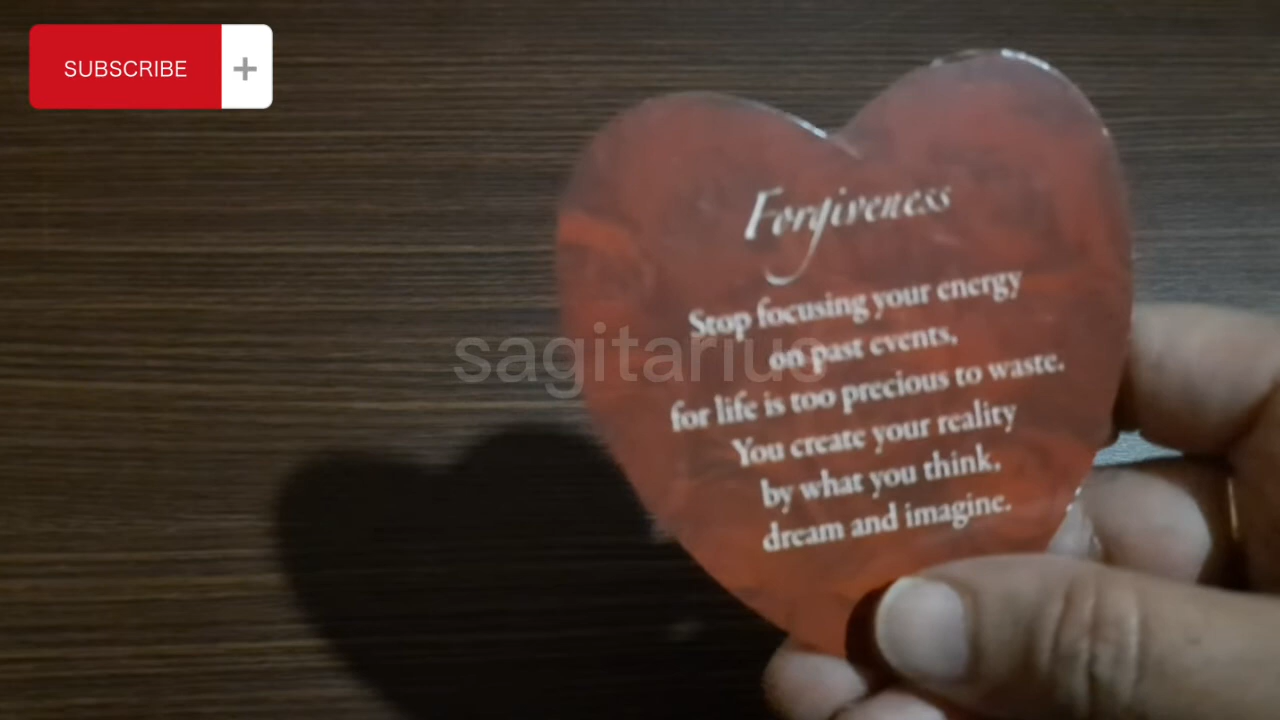 SUBSCRIBE +
Forgiveness
Stop focusing your energy
on past events,
for life is too precious to waste.
You create your reality
by what you think,
dream and imagine.
sagitarius